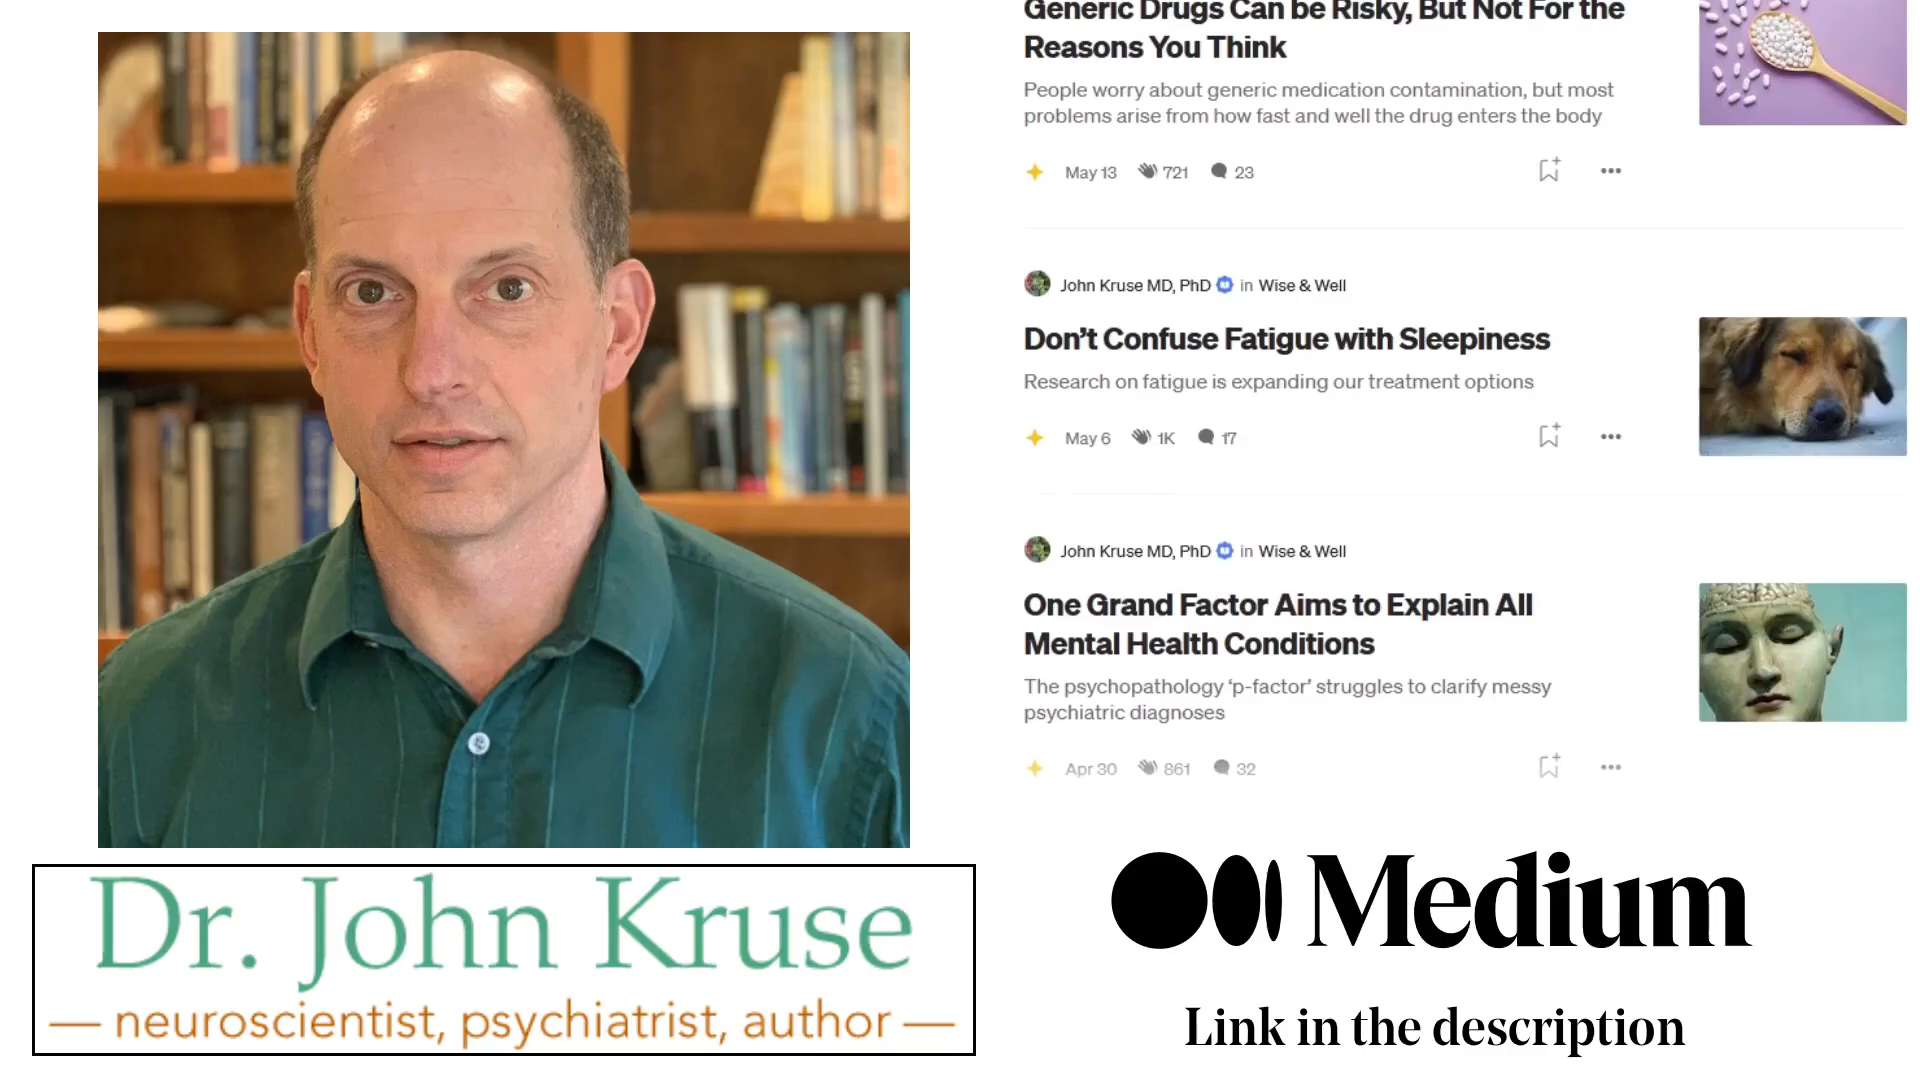 Generic Drugs Can be Risky, But Not For the
Reasons You Think
People worry about generic medication contamination, but most
problems arise from how fast and well the drug enters the body
May 13 721 23
John Kruse MD, PhD in Wise & Well
Don’t Confuse Fatigue with Sleepiness
Research on fatigue is expanding our treatment options
May 6 1K 17
John Kruse MD, PhD in Wise & Well
One Grand Factor Aims to Explain All
Mental Health Conditions
The psychopathology ‘p-factor’ struggles to clarify messy
psychiatric diagnoses
Apr 30 861 32
Dr. John Kruse
— neuroscientist, psychiatrist, author —
Medium
Link in the description